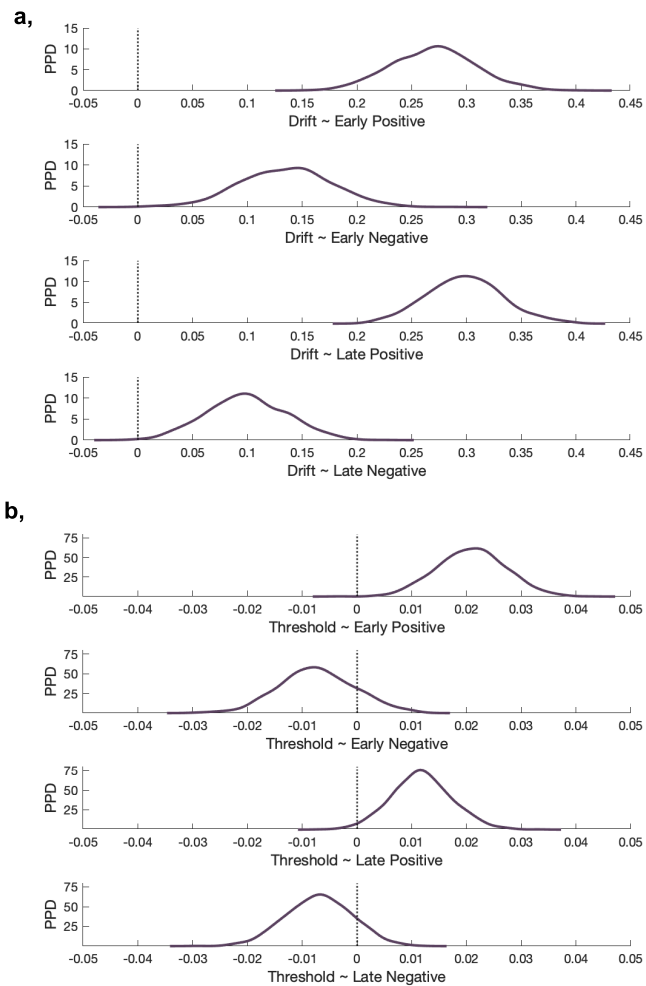 a,
15
10
5
0
PPD
-0.05 0 0.05 0.1 0.15 0.2 0.25 0.3 0.35 0.4 0.45
Drift ~ Early Positive
15
10
5
0
PPD
-0.05 0 0.05 0.1 0.15 0.2 0.25 0.3 0.35 0.4 0.45
Drift ~ Early Negative
15
10
5
0
PPD
-0.05 0 0.05 0.1 0.15 0.2 0.25 0.3 0.35 0.4 0.45
Drift ~ Late Positive
15
10
5
0
PPD
-0.05 0 0.05 0.1 0.15 0.2 0.25 0.3 0.35 0.4 0.45
Drift ~ Late Negative
b,
75
50
25
PPD
-0.05 -0.04 -0.03 -0.02 -0.01 0 0.01 0.02 0.03 0.04 0.05
Threshold ~ Early Positive
75
50
25
PPD
-0.05 -0.04 -0.03 -0.02 -0.01 0 0.01 0.02 0.03 0.04 0.05
Threshold ~ Early Negative
75
50
25
PPD
-0.05 -0.04 -0.03 -0.02 -0.01 0 0.01 0.02 0.03 0.04 0.05
Threshold ~ Late Positive
75
50
25
PPD
-0.05 -0.04 -0.03 -0.02 -0.01 0 0.01 0.02 0.03 0.04 0.05
Threshold ~ Late Negative